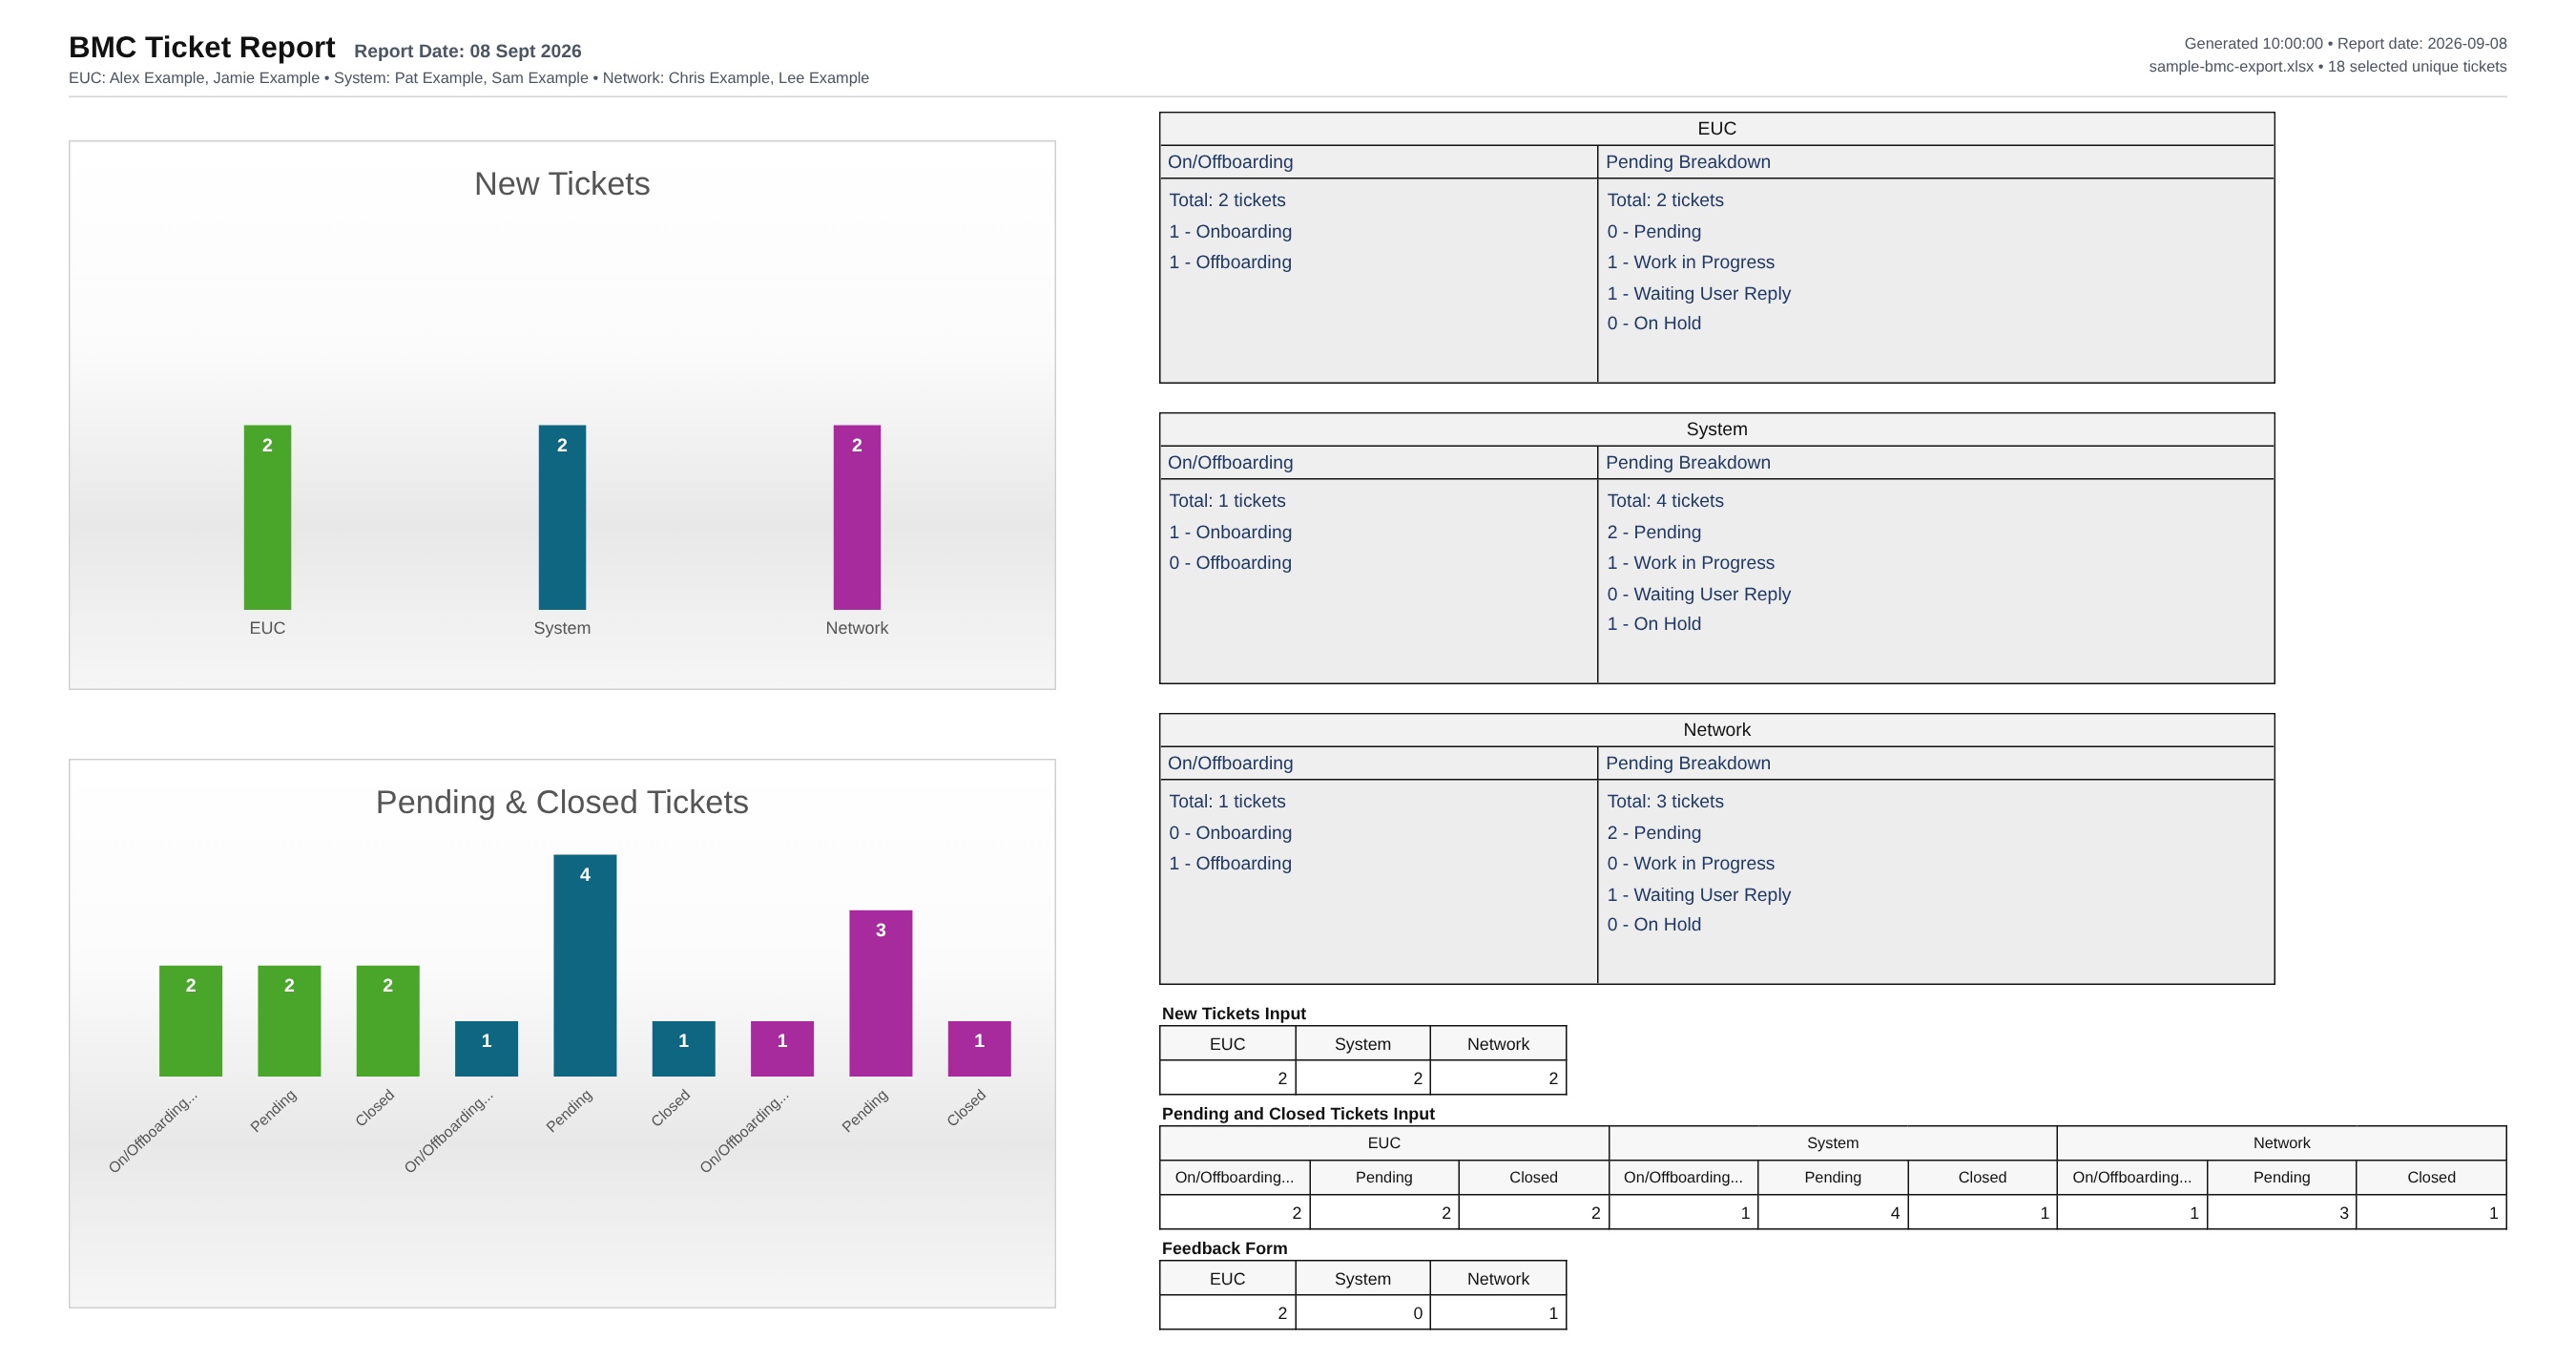 BMC Ticket Report Report Date: 08 Sept 2026
EUC: Alex Example, Jamie Example • System: Pat Example, Sam Example • Network: Chris Example, Lee Example
Generated 10:00:00 • Report date: 2026-09-08
sample-bmc-export.xlsx • 18 selected unique tickets
New Tickets
2 2 2
EUC System Network
Pending & Closed Tickets
2 2 2 1 4 1 1 3 1
On/Offboarding... Pending Closed On/Offboarding... Pending Closed On/Offboarding... Pending Closed
EUC
On/Offboarding
Total: 2 tickets
1 - Onboarding
1 - Offboarding
Pending Breakdown
Total: 2 tickets
0 - Pending
1 - Work in Progress
1 - Waiting User Reply
0 - On Hold
System
On/Offboarding
Total: 1 tickets
1 - Onboarding
0 - Offboarding
Pending Breakdown
Total: 4 tickets
2 - Pending
1 - Work in Progress
0 - Waiting User Reply
1 - On Hold
Network
On/Offboarding
Total: 1 tickets
0 - Onboarding
1 - Offboarding
Pending Breakdown
Total: 3 tickets
2 - Pending
0 - Work in Progress
1 - Waiting User Reply
0 - On Hold
New Tickets Input
EUC System Network
2 2 2
Pending and Closed Tickets Input
EUC System Network
On/Offboarding... Pending Closed On/Offboarding... Pending Closed On/Offboarding... Pending Closed
2 2 2 1 4 1 1 3 1
Feedback Form
EUC System Network
2 0 1